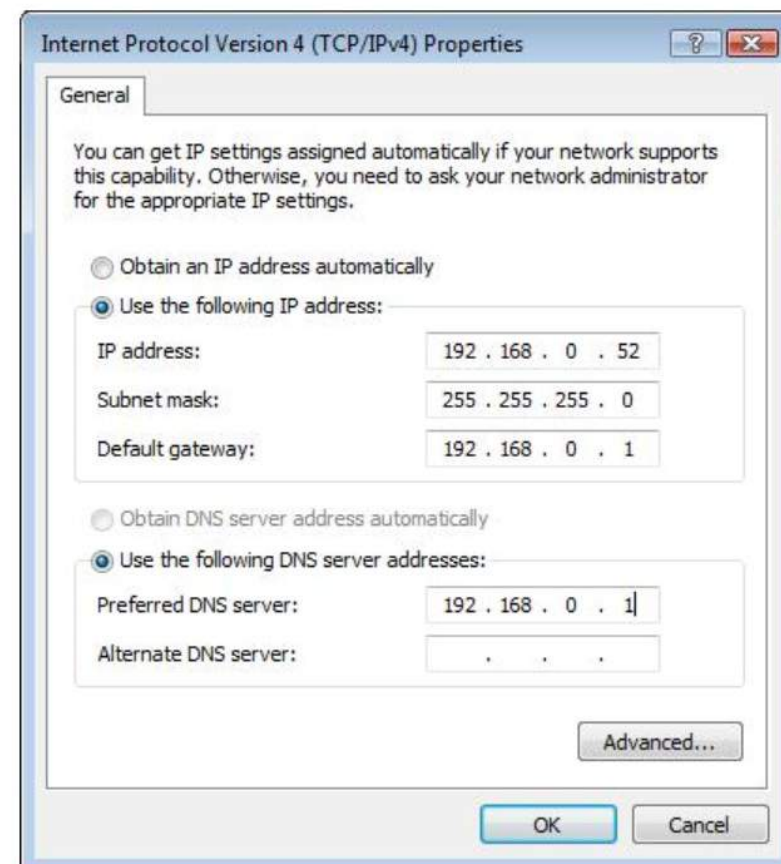 Internet Protocol Version 4 (TCP/IPv4) Properties
?
General
You can get IP settings assigned automatically if your network supports
this capability. Otherwise, you need to ask your network administrator
for the appropriate IP settings.
Obtain an IP address automatically
Use the following IP address:
IP address: 192 . 168 . 0 . 52
Subnet mask: 255 . 255 . 255 . 0
Default gateway: 192 . 168 . 0 . 1
Obtain DNS server address automatically
Use the following DNS server addresses:
Preferred DNS server: 192 . 168 . 0 . 1
Alternate DNS server: . . .
Advanced...
OK Cancel